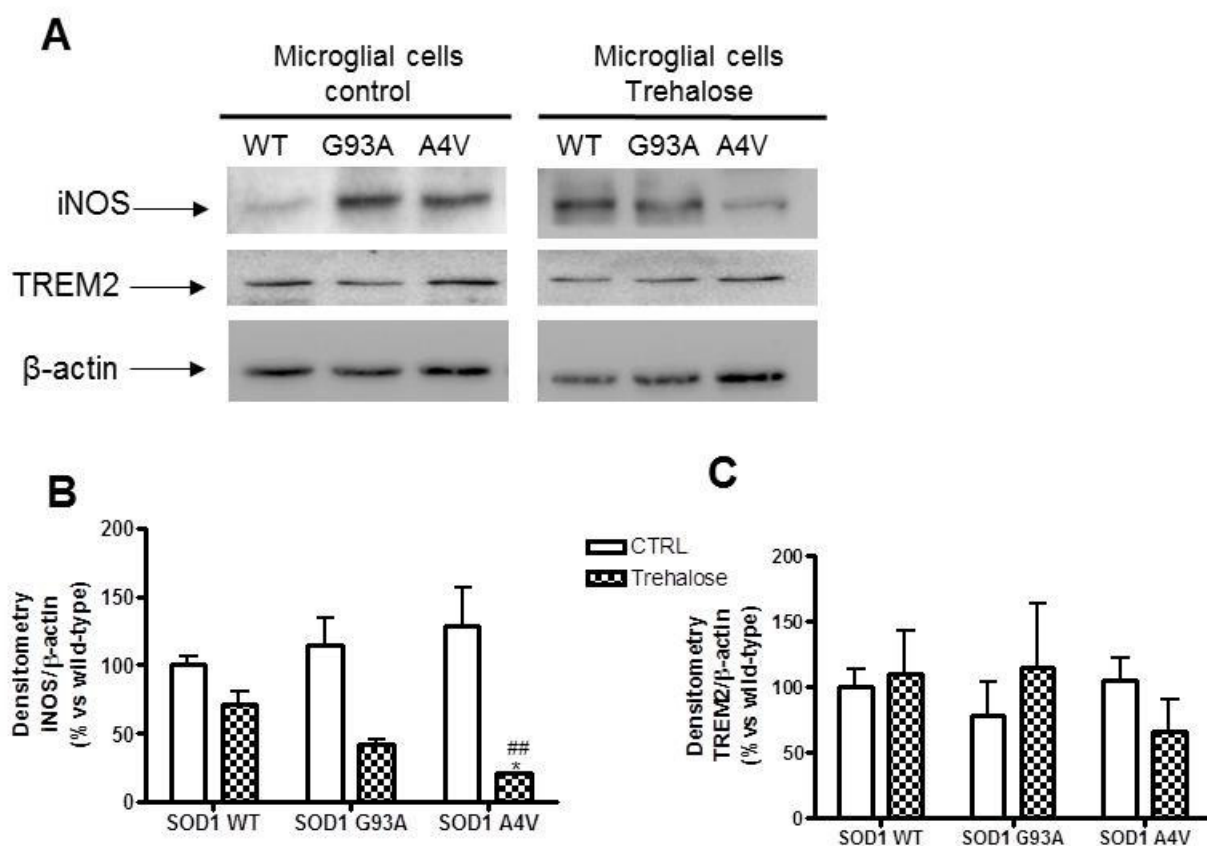 A
Microglial cells
control
Microglial cells
Trehalose
WT G93A A4V
WT G93A A4V
iNOS
TREM2
β-actin
B
Densitometry
iNOS/β-actin
(% vs wild-type)
200
150
100
50
0
##
*
SOD1 WT SOD1 G93A SOD1 A4V
CTRL
Trehalose
C
Densitometry
TREM2/β-actin
(% vs wild-type)
200
150
100
50
0
SOD1 WT SOD1 G93A SOD1 A4V